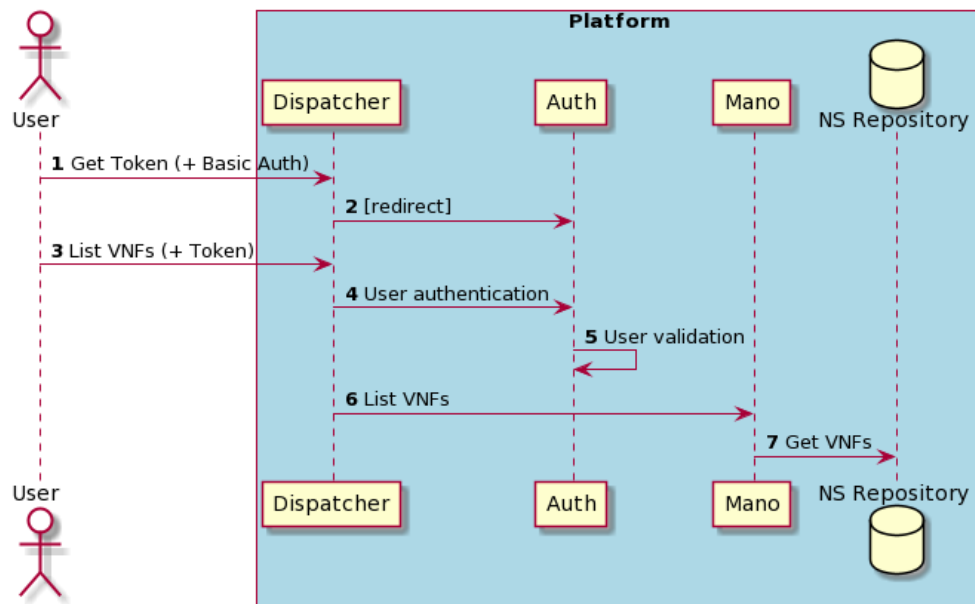 Platform
Dispatcher
Auth
Mano
User
NS Repository
1 Get Token (+ Basic Auth)
2 [redirect]
3 List VNFs (+ Token)
4 User authentication
5 User validation
6 List VNFs
7 Get VNFs
User
Dispatcher
Auth
Mano
NS Repository